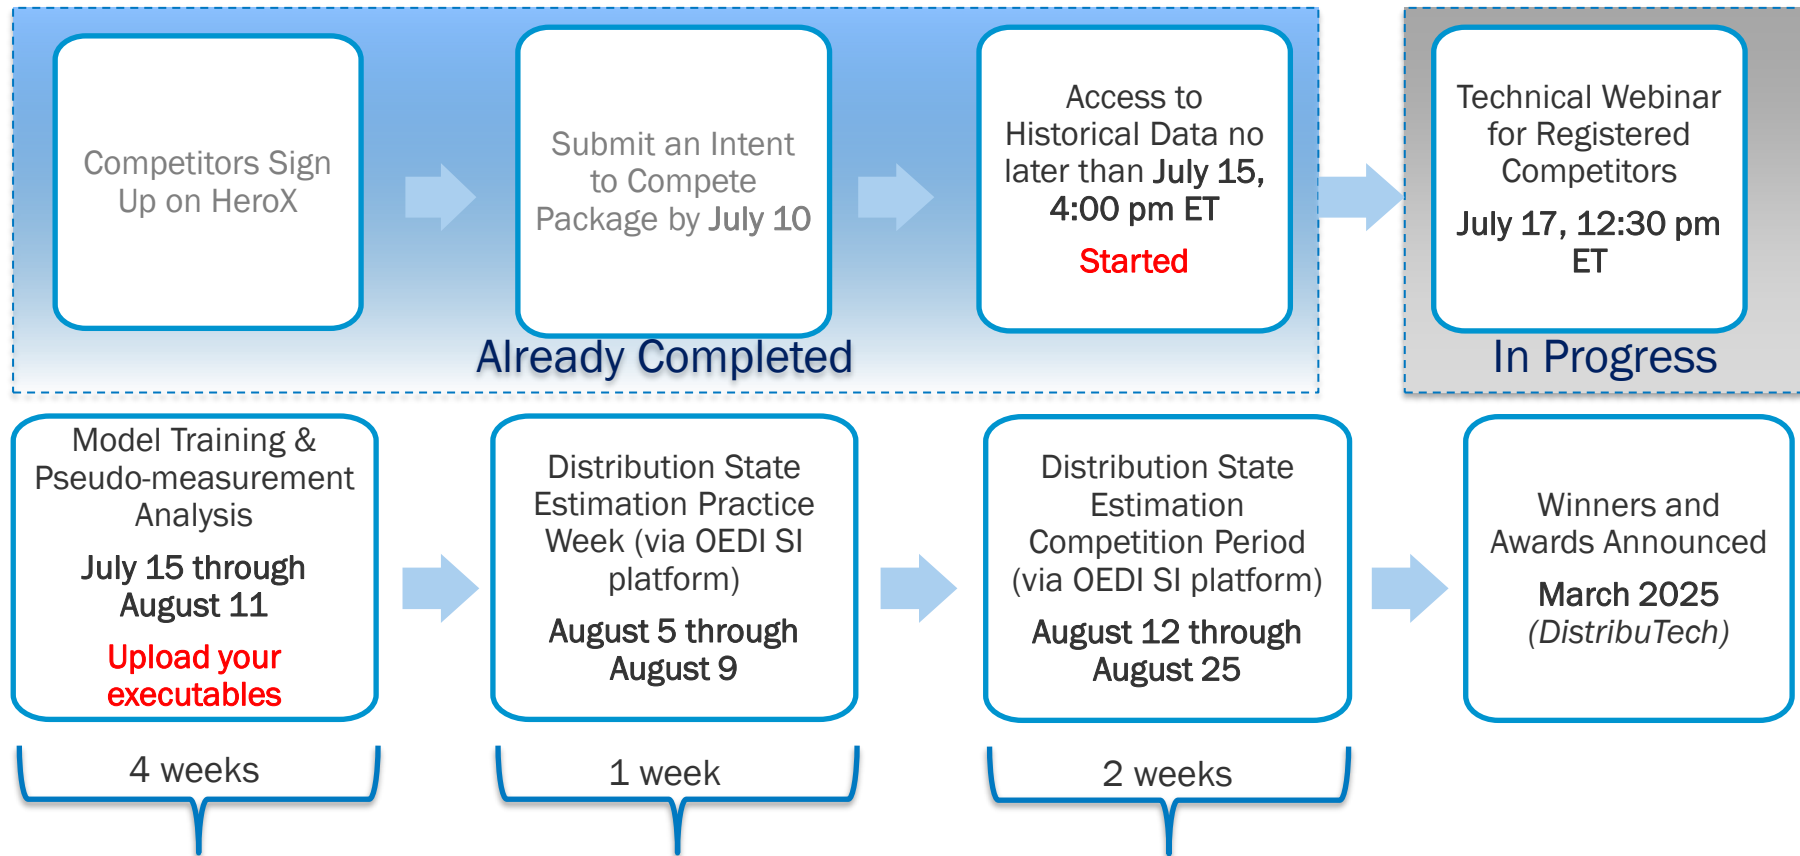 Competitors Sign
Up on HeroX
Submit an Intent
to Compete
Package by July 10
Access to
Historical Data no
later than July 15,
4:00 pm ET
Started
Already Completed
Technical Webinar
for Registered
Competitors
July 17, 12:30 pm
ET
In Progress
Model Training &
Pseudo-measurement
Analysis
July 15 through
August 11
Upload your
executables
4 weeks
Distribution State
Estimation Practice
Week (via OEDI SI
platform)
August 5 through
August 9
1 week
Distribution State
Estimation
Competition Period
(via OEDI SI platform)
August 12 through
August 25
2 weeks
Winners and
Awards Announced
March 2025
(DistribuTech)